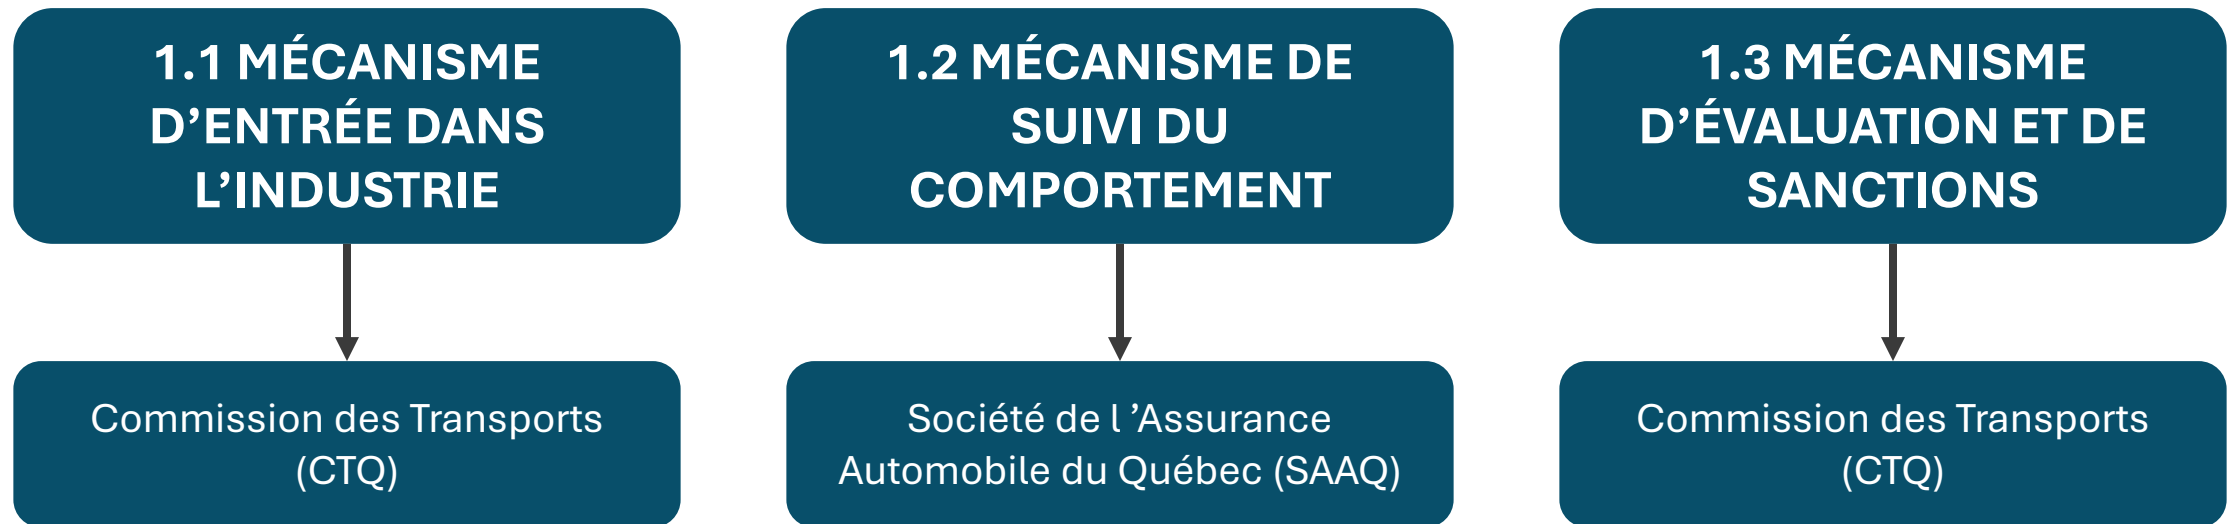 1.1 MÉCANISME
D’ENTRÉE DANS
L’INDUSTRIE
1.2 MÉCANISME DE
SUIVI DU
COMPORTEMENT
1.3 MÉCANISME
D’ÉVALUATION ET DE
SANCTIONS
Commission des Transports
(CTQ)
Société de l ’Assurance
Automobile du Québec (SAAQ)
Commission des Transports
(CTQ)